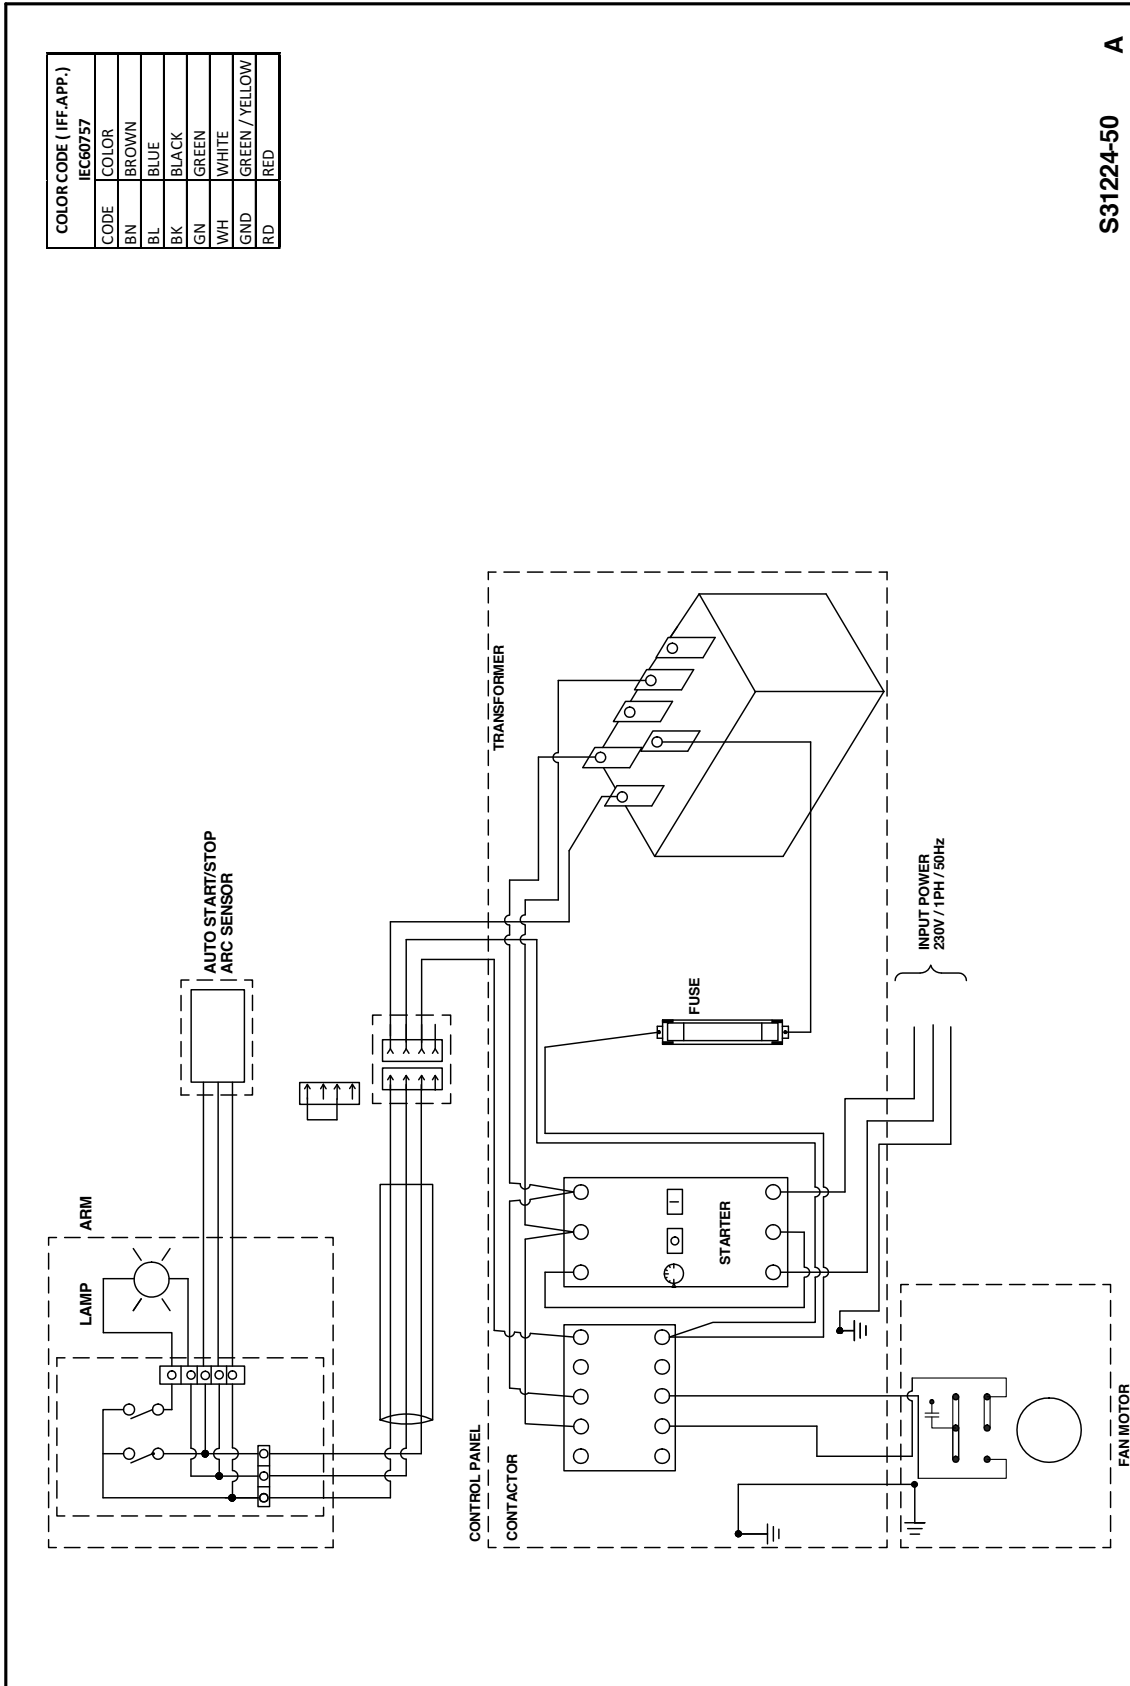 COLOR CODE ( IFF.APP.)
IEC60757
CODE COLOR
BN BROWN
BL BLUE
BK BLACK
GN GREEN
WH WHITE
GND GREEN / YELLOW
RD RED
AUTO START/STOP
ARC SENSOR
ARM
LAMP
TRANSFORMER
FUSE
STARTER
CONTROL PANEL
CONTACTOR
INPUT POWER
230V / 1PH / 50Hz
FAN MOTOR
S31224-50 A